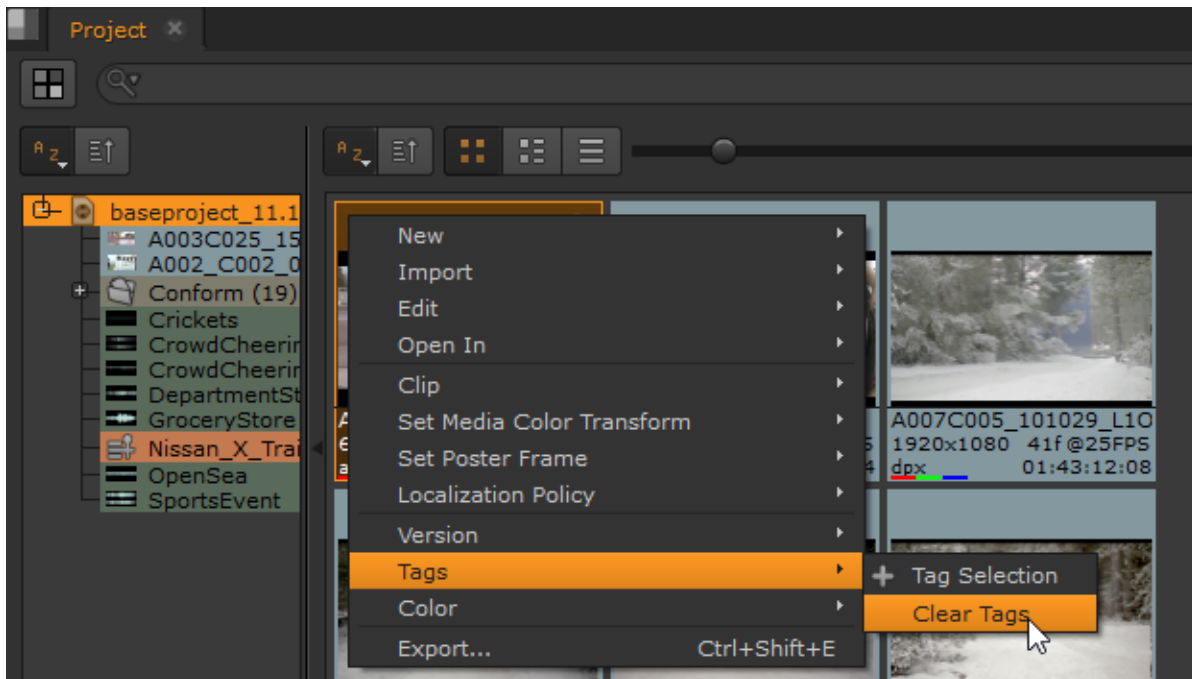 Project
A Z
A Z
baseproject_11.1
A003C025_15
A002_C002_0
Conform (19)
Crickets
CrowdCheerin
CrowdCheerin
DepartmentSt
GroceryStore
Nissan_X_Trai
OpenSea
SportsEvent
New
Import
Edit
Open In
Clip
Set Media Color Transform
Set Poster Frame
Localization Policy
Version
Tags
Color
Export... Ctrl+Shift+E
Tag Selection
Clear Tags
A007C005_101029_L1O
1920x1080 41f@25FPS
dpx 01:43:12:08